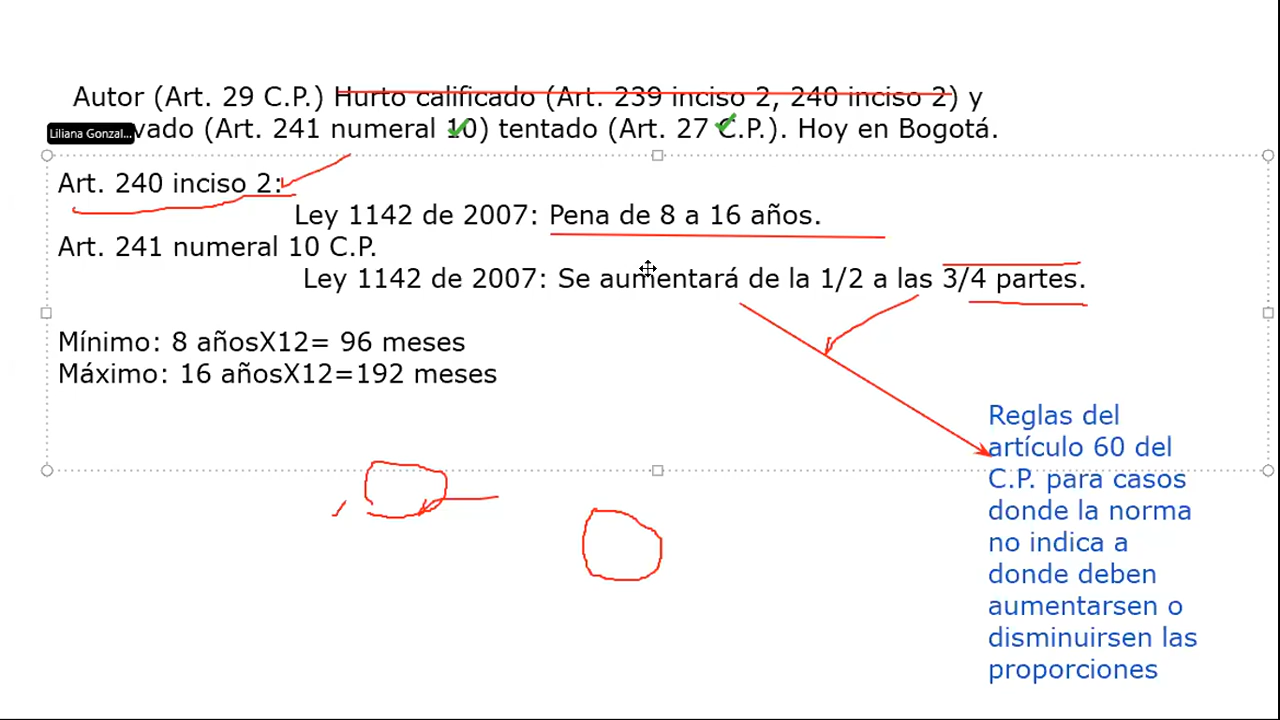 Autor (Art. 29 C.P.) Hurto calificado (Art. 239 inciso 2, 240 inciso 2) y
Liliana Gonzal...
vado (Art. 241 numeral 10) tentado (Art. 27 C.P.). Hoy en Bogotá.
Art. 240 inciso 2:
Ley 1142 de 2007: Pena de 8 a 16 años.
Art. 241 numeral 10 C.P.
Ley 1142 de 2007: Se aumentará de la 1/2 a las 3/4 partes.
Mínimo: 8 añosX12= 96 meses
Máximo: 16 añosX12=192 meses
Reglas del
artículo 60 del
C.P. para casos
donde la norma
no indica a
donde deben
aumentarsen o
disminuirsen las
proporciones